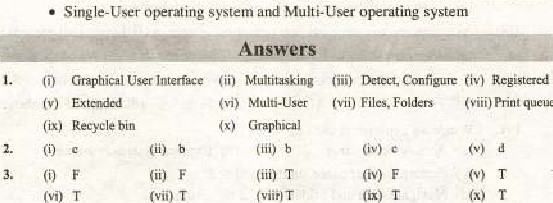 • Single-User operating system and Multi-User operating system
Answers
1. (i) Graphical User Interface (ii) Multitasking (iii) Detect, Configure (iv) Registered
(v) Extended (vi) Multi-User (vii) Files, Folders (viii) Print queue
(ix) Recycle bin (x) Graphical
2. (i) c (ii) b (iii) b (iv) c (v) d
3. (i) F (ii) F (iii) T (iv) F (v) T
(vi) T (vii) T (viii) T (ix) T (x) T